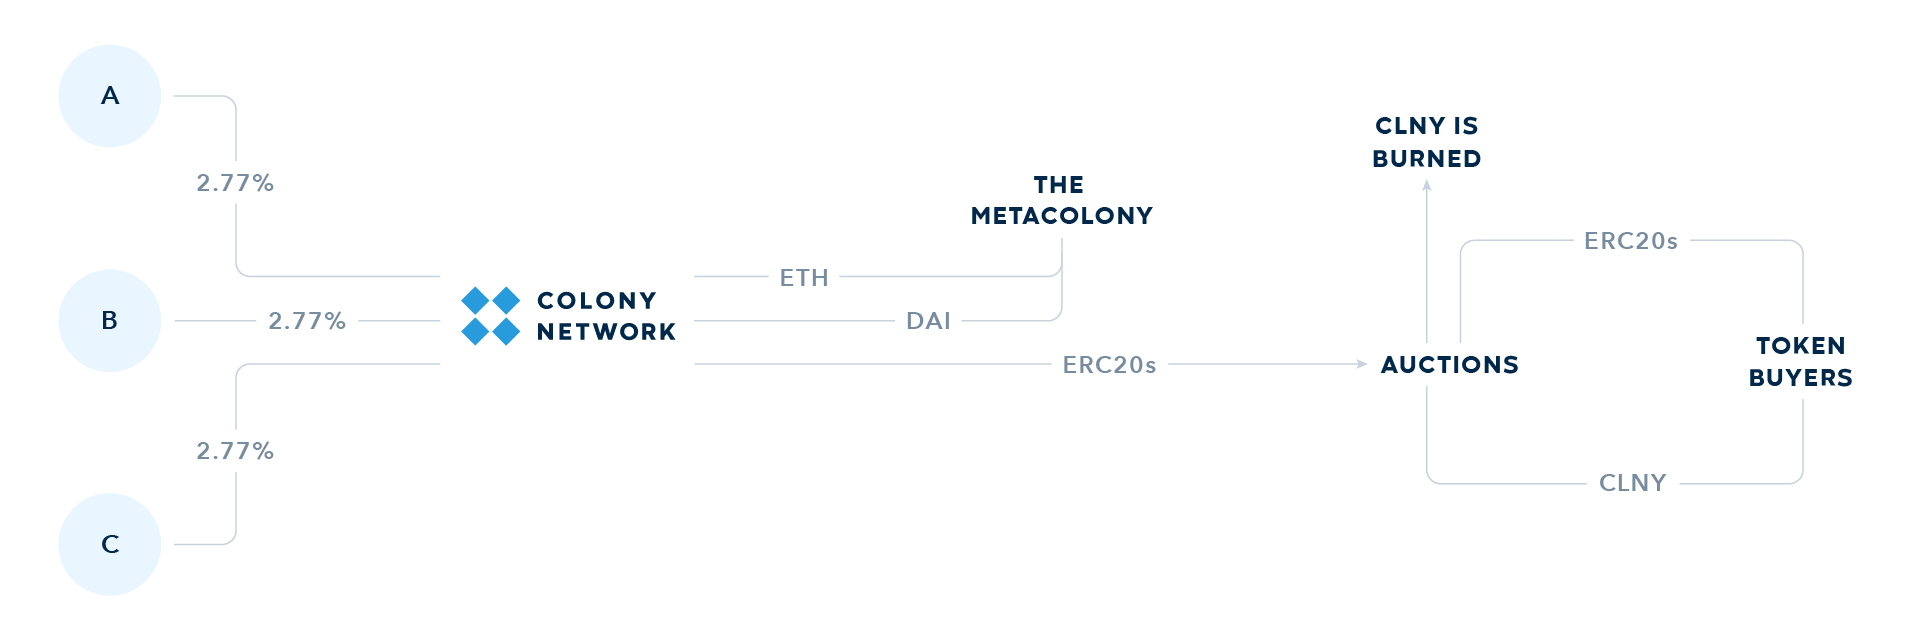 A
2.77%
B
2.77%
2.77%
C
COLONY
NETWORK
ETH
DAI
ERC20s
THE
METACOLONY
CLNY IS
BURNED
AUCTIONS
ERC20s
TOKEN
BUYERS
CLNY